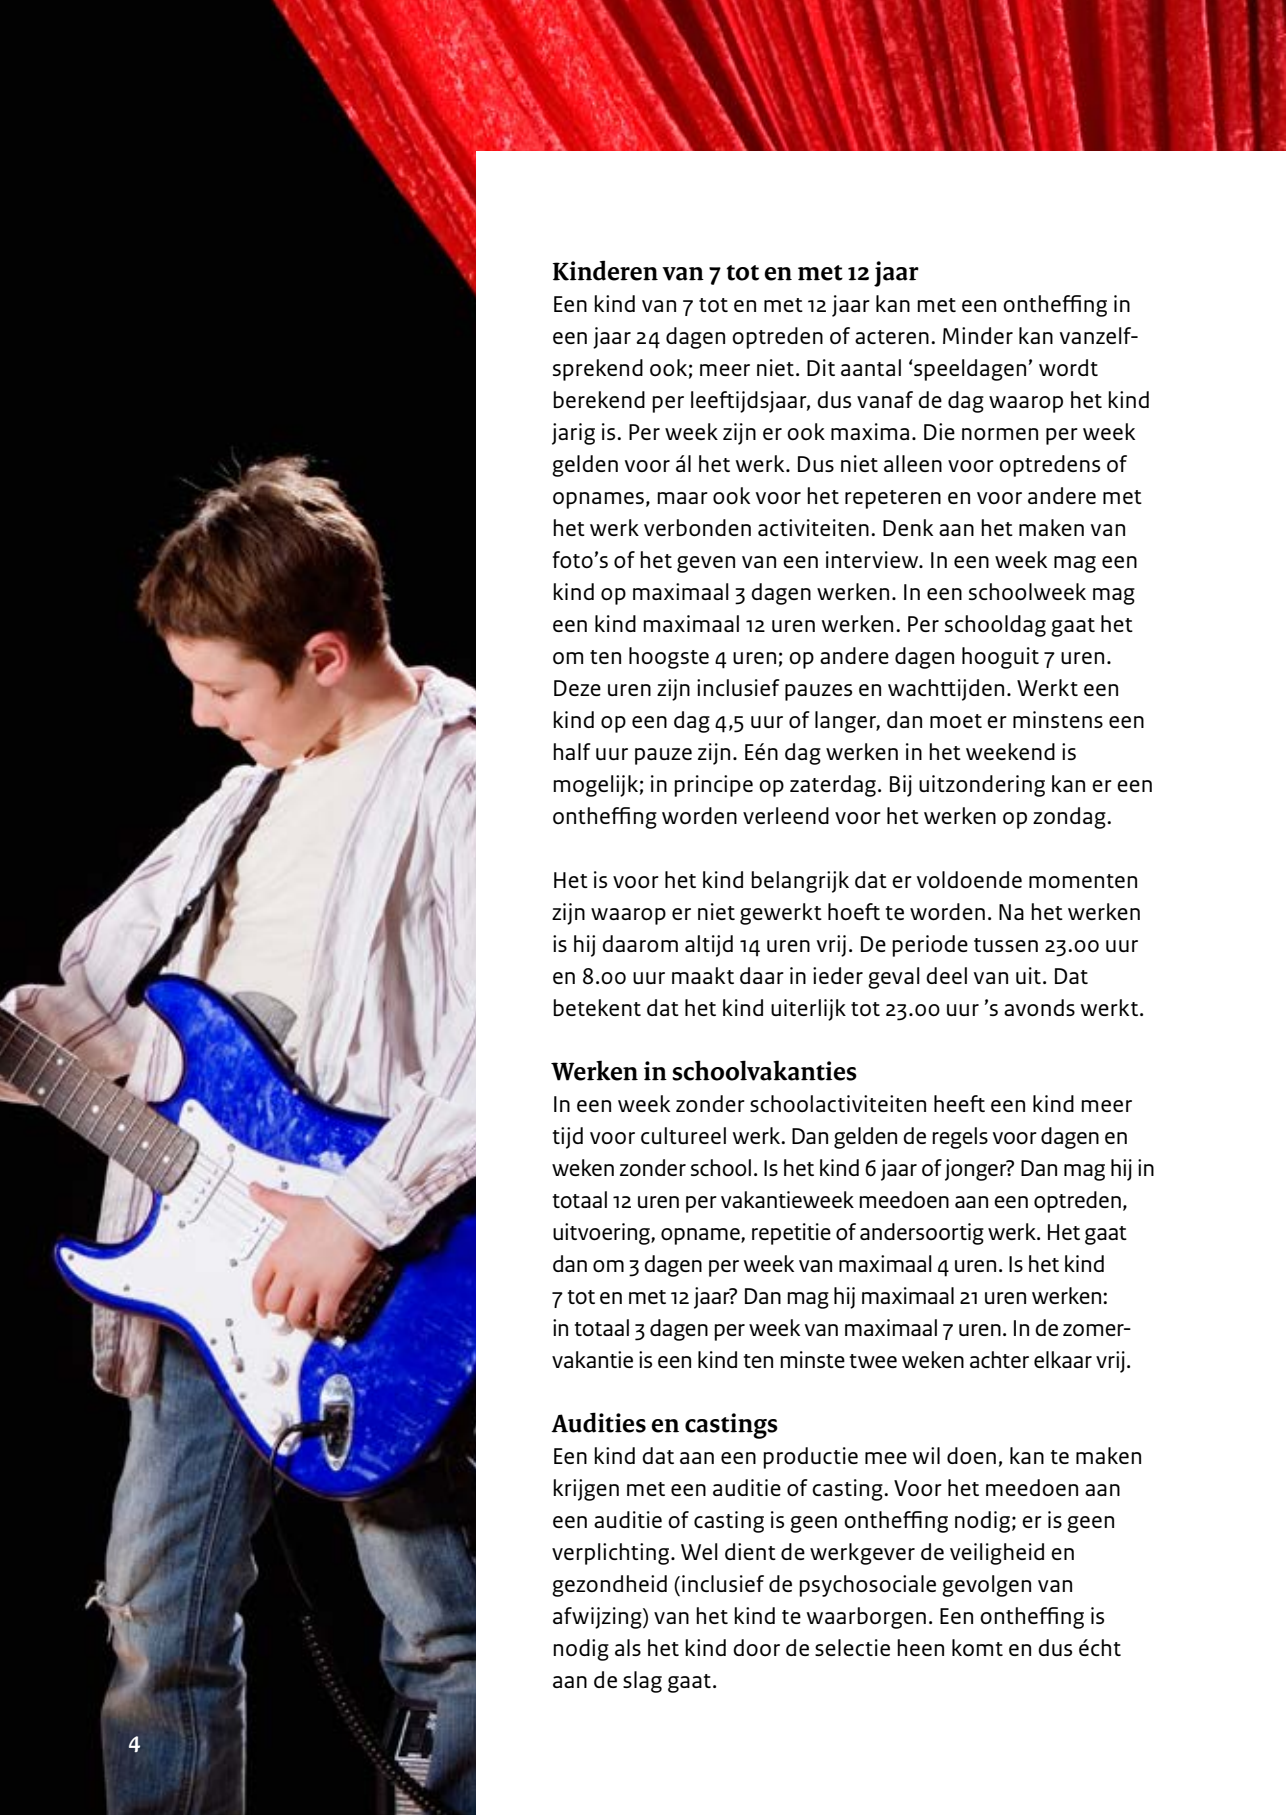 Kinderen van 7 tot en met 12 jaar
Een kind van 7 tot en met 12 jaar kan met een ontheffing in
een jaar 24 dagen optreden of acteren. Minder kan vanzelf-
sprekend ook; meer niet. Dit aantal ‘speeldagen’ wordt
berekend per leeftijdsjaar, dus vanaf de dag waarop het kind
jarig is. Per week zijn er ook maxima. Die normen per week
gelden voor ál het werk. Dus niet alleen voor optredens of
opnames, maar ook voor het repeteren en voor andere met
het werk verbonden activiteiten. Denk aan het maken van
foto’s of het geven van een interview. In een week mag een
kind op maximaal 3 dagen werken. In een schoolweek mag
een kind maximaal 12 uren werken. Per schooldag gaat het
om ten hoogste 4 uren; op andere dagen hooguit 7 uren.
Deze uren zijn inclusief pauzes en wachttijden. Werkt een
kind op een dag 4,5 uur of langer, dan moet er minstens een
half uur pauze zijn. Eén dag werken in het weekend is
mogelijk; in principe op zaterdag. Bij uitzondering kan er een
ontheffing worden verleend voor het werken op zondag.
Het is voor het kind belangrijk dat er voldoende momenten
zijn waarop er niet gewerkt hoeft te worden. Na het werken
is hij daarom altijd 14 uren vrij. De periode tussen 23.00 uur
en 8.00 uur maakt daar in ieder geval deel van uit. Dat
betekent dat het kind uiterlijk tot 23.00 uur ’s avonds werkt.
Werken in schoolvakanties
In een week zonder schoolactiviteiten heeft een kind meer
tijd voor cultureel werk. Dan gelden de regels voor dagen en
weken zonder school. Is het kind 6 jaar of jonger? Dan mag hij in
totaal 12 uren per vakantieweek meedoen aan een optreden,
uitvoering, opname, repetitie of andersoortig werk. Het gaat
dan om 3 dagen per week van maximaal 4 uren. Is het kind
7 tot en met 12 jaar? Dan mag hij maximaal 21 uren werken:
in totaal 3 dagen per week van maximaal 7 uren. In de zomer-
vakantie is een kind ten minste twee weken achter elkaar vrij.
Audities en castings
Een kind dat aan een productie mee wil doen, kan te maken
krijgen met een auditie of casting. Voor het meedoen aan
een auditie of casting is geen ontheffing nodig; er is geen
verplichting. Wel dient de werkgever de veiligheid en
gezondheid (inclusief de psychosociale gevolgen van
afwijzing) van het kind te waarborgen. Een ontheffing is
nodig als het kind door de selectie heen komt en dus écht
aan de slag gaat.
4